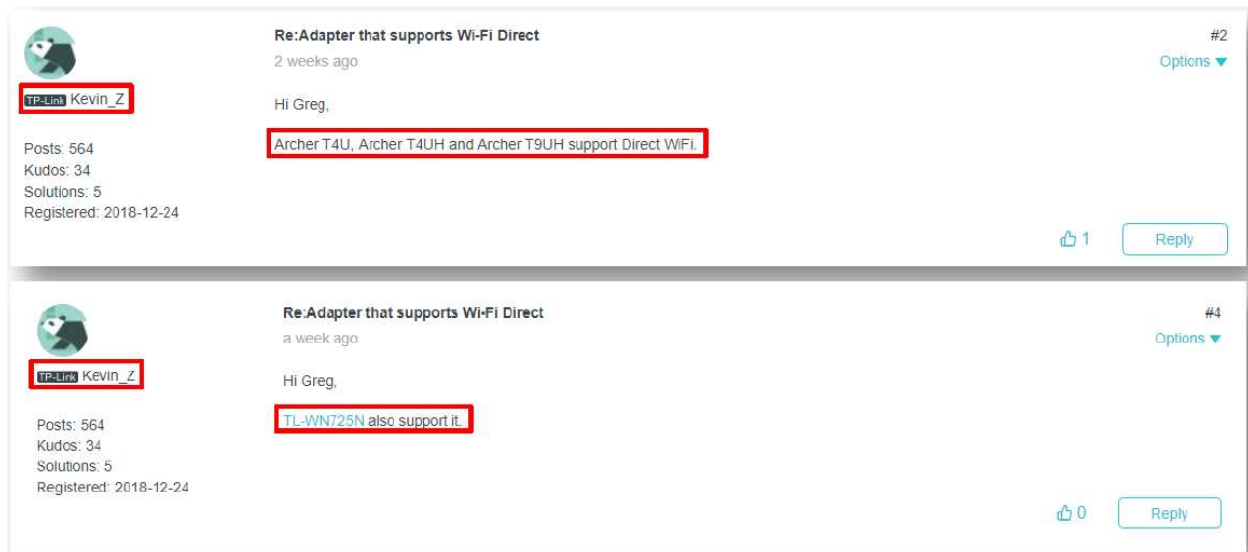 Re:Adapter that supports Wi-Fi Direct
#2
2 weeks ago
Options
TP-Link Kevin_Z
Hi Greg,
Archer T4U, Archer T4UH and Archer T9UH support Direct WiFi.
Posts: 564
Kudos: 34
Solutions: 5
Registered: 2018-12-24
1
Reply
Re:Adapter that supports Wi-Fi Direct
#4
a week ago
Options
TP-Link Kevin_Z
Hi Greg,
TL-WN725N also support it.
Posts: 564
Kudos: 34
Solutions: 5
Registered: 2018-12-24
0
Reply